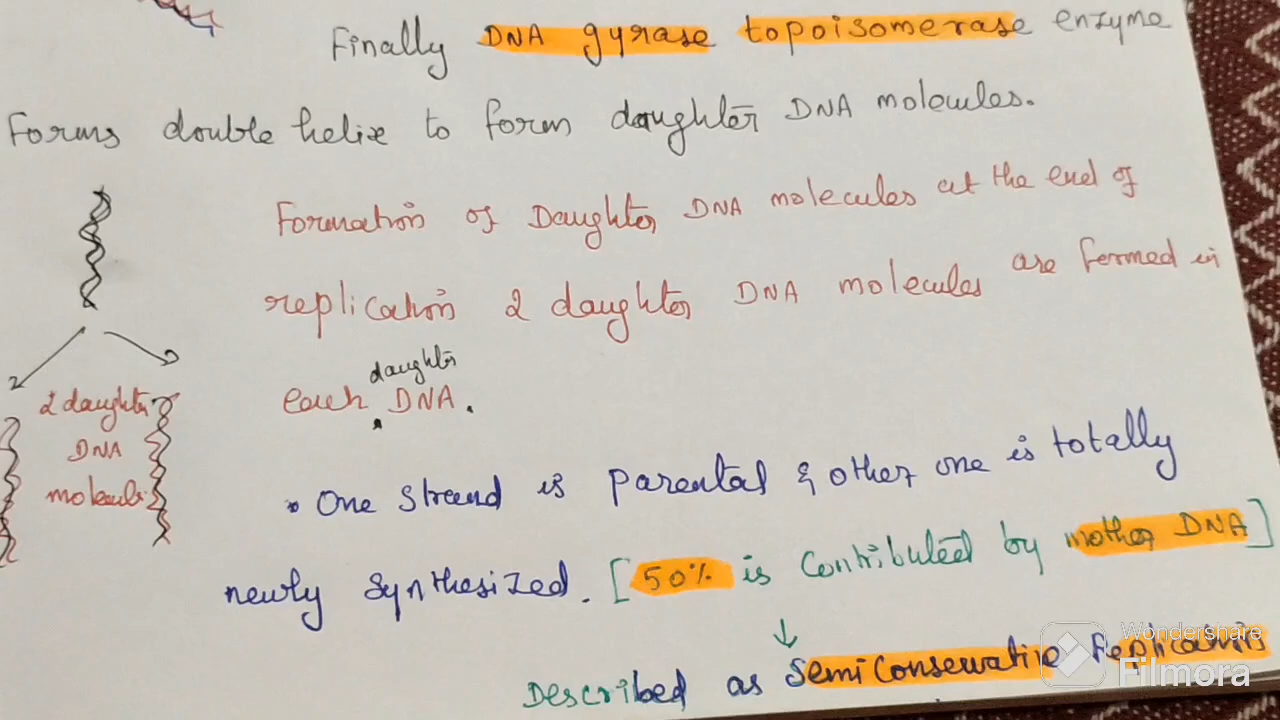 Finally DNA gyrase topoisomerase enzyme
Forms double helix to form daughter DNA molecules.
Formation of Daughter DNA molecules at the end of
replication 2 daughter DNA molecules are formed in
daughter
each DNA.
2 daughter
DNA
molecules
• One strand is parental & other one is totally
newly synthesized. [50% is contributed by mother DNA]
↓
Described as Semi Conservative Replication
Wondershare
Filmora